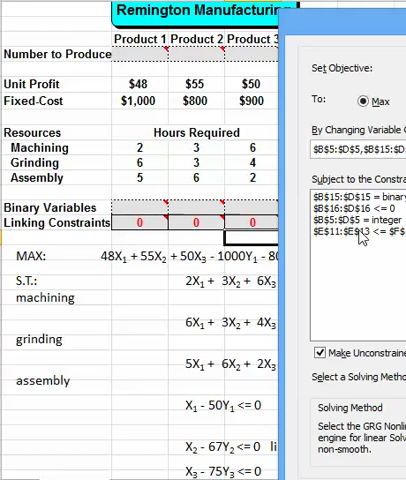 Remington Manufacturing
Product 1 Product 2 Product 3
Number to Produce
Unit Profit $48 $55 $50
Fixed-Cost $1,000 $800 $900
Resources Hours Required
Machining 2 3 6
Grinding 6 3 4
Assembly 5 6 2
Binary Variables
Linking Constraints 0 0 0
MAX: 48X₁ + 55X₂ + 50X₃ - 1000Y₁ - 80
S.T.: 2X₁ + 3X₂ + 6X₃
machining
6X₁ + 3X₂ + 4X₃
grinding
5X₁ + 6X₂ + 2X₃
assembly
X₁ - 50Y₁ <= 0
X₂ - 67Y₂ <= 0 li
X₃ - 75Y₃ <= 0
Set Objective:
To: Max
By Changing Variable C
$B$5:$D$5,$B$15:$D
Subject to the Constrain
$B$15:$D$15 = binary
$B$16:$D$16 <= 0
$B$5:$D$5 = integer
$E$11:$E$13 <= $F$
Make Unconstraine
Select a Solving Metho
Solving Method
Select the GRG Nonlin
engine for linear Solv
non-smooth.